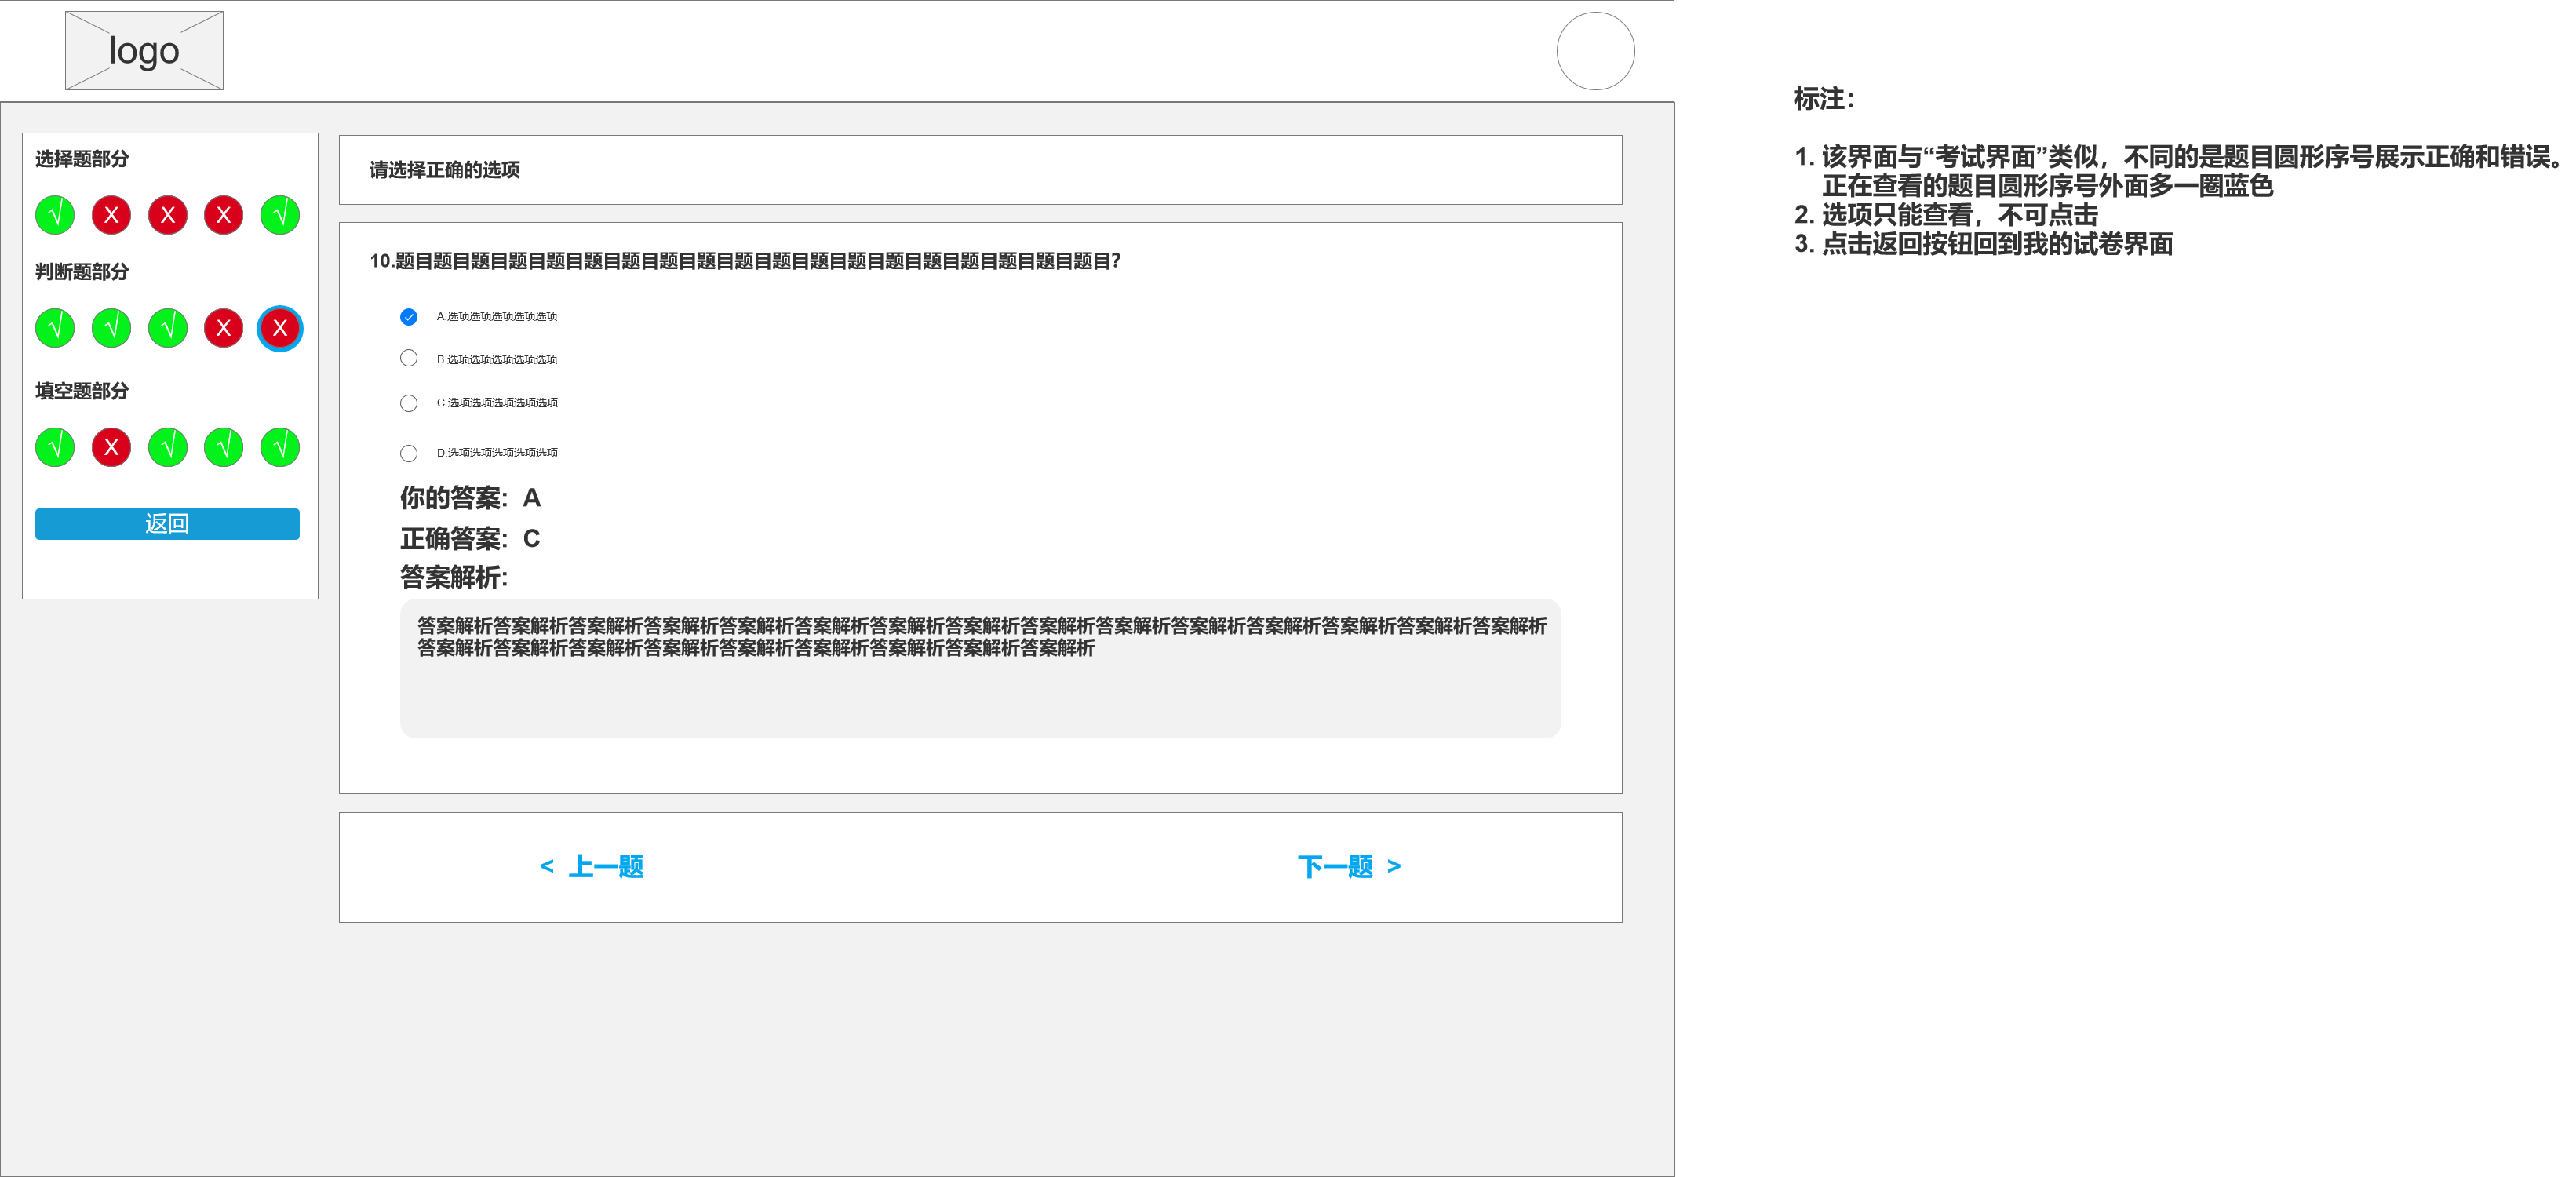 logo
选择题部分
√ X X X √
判断题部分
√ √ √ X X
填空题部分
√ X √ √ √
返回
请选择正确的选项
10.题目题目题目题目题目题目题目题目题目题目题目题目题目题目题目题目题目题目题目?
A.选项选项选项选项选项
B.选项选项选项选项选项
C.选项选项选项选项选项
D.选项选项选项选项选项
你的答案：A
正确答案：C
答案解析：
答案解析答案解析答案解析答案解析答案解析答案解析答案解析答案解析答案解析答案解析答案解析答案解析答案解析答案解析答案解析
答案解析答案解析答案解析答案解析答案解析答案解析答案解析答案解析答案解析
< 上一题
下一题 >
标注：
1. 该界面与“考试界面”类似，不同的是题目圆形序号展示正确和错误。
正在查看的题目圆形序号外面多一圈蓝色
2. 选项只能查看，不可点击
3. 点击返回按钮回到我的试卷界面